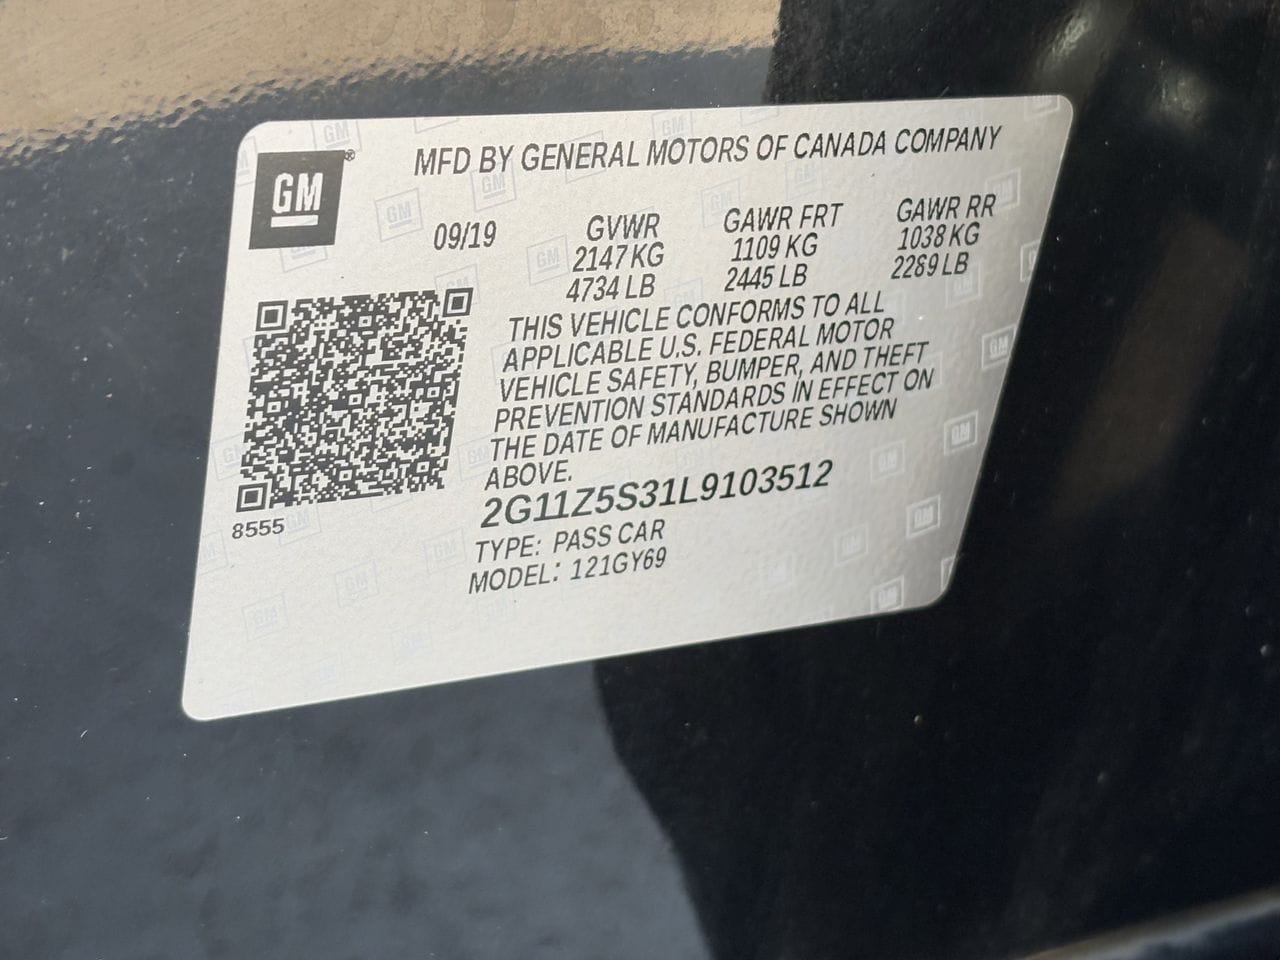 GM®
MFD BY GENERAL MOTORS OF CANADA COMPANY
09/19
GVWR
2147 KG
4734 LB
GAWR FRT
1109 KG
2445 LB
GAWR RR
1038 KG
2289 LB
THIS VEHICLE CONFORMS TO ALL
APPLICABLE U.S. FEDERAL MOTOR
VEHICLE SAFETY, BUMPER, AND THEFT
PREVENTION STANDARDS IN EFFECT ON
THE DATE OF MANUFACTURE SHOWN
ABOVE.
2G11Z5S31L9103512
TYPE: PASS CAR
MODEL: 121GY69
8555